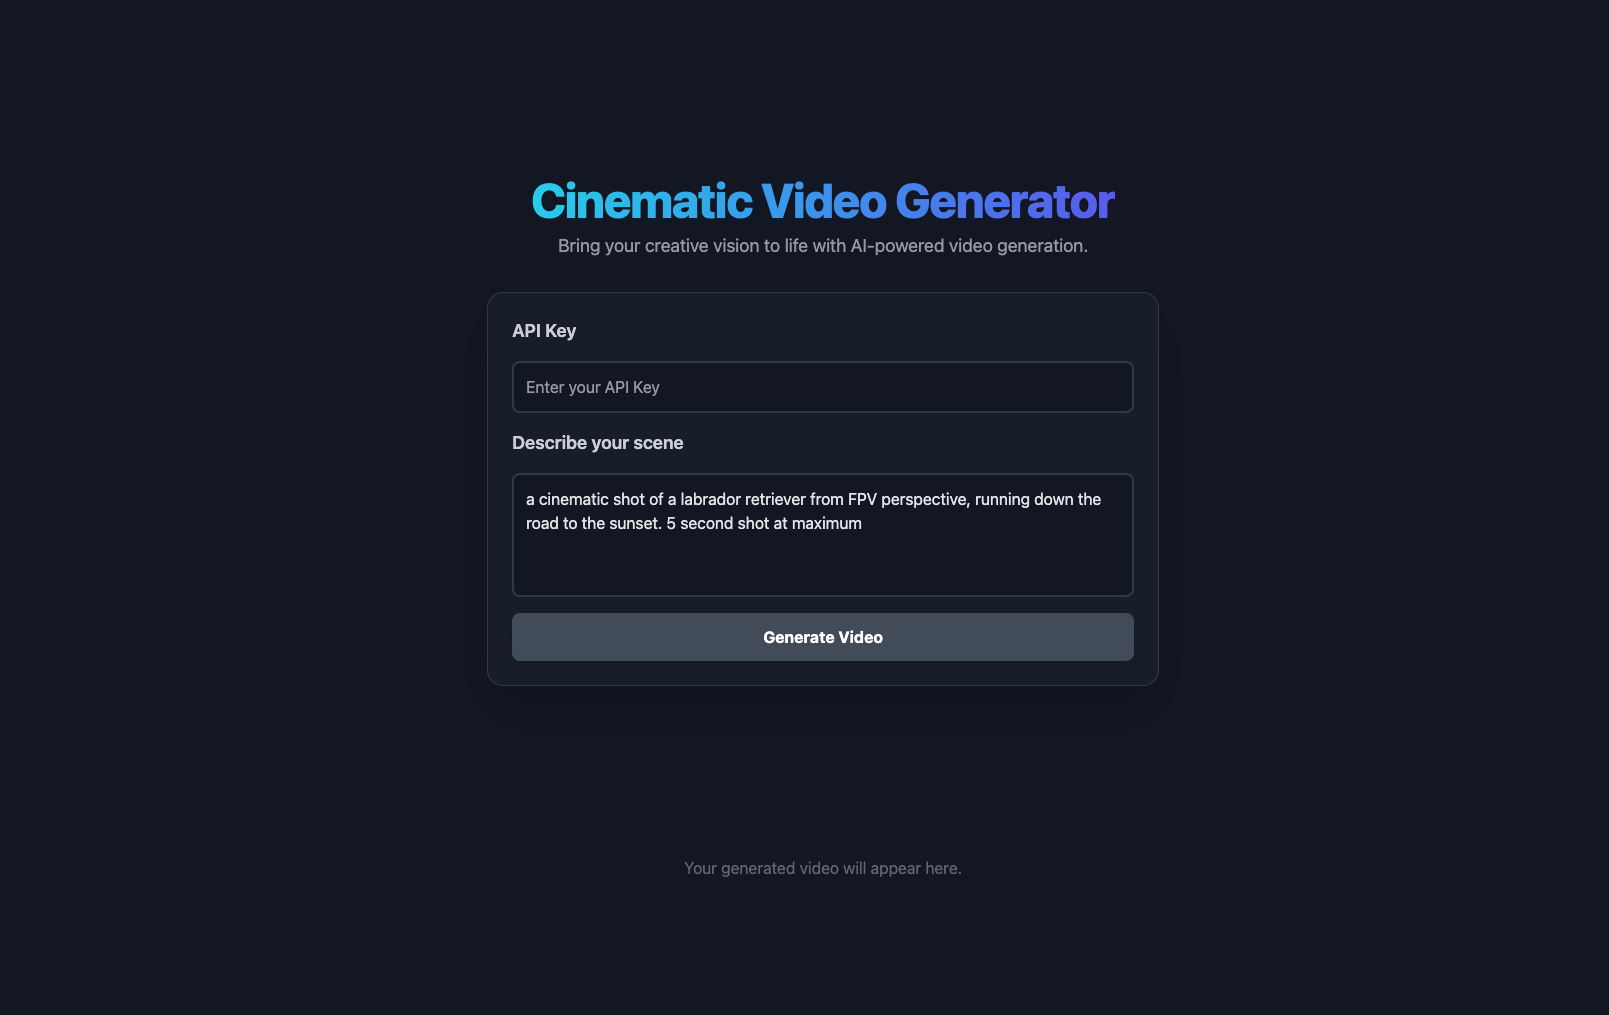 Cinematic Video Generator
Bring your creative vision to life with AI-powered video generation.
API Key
Enter your API Key
Describe your scene
a cinematic shot of a labrador retriever from FPV perspective, running down the
road to the sunset. 5 second shot at maximum
Generate Video
Your generated video will appear here.